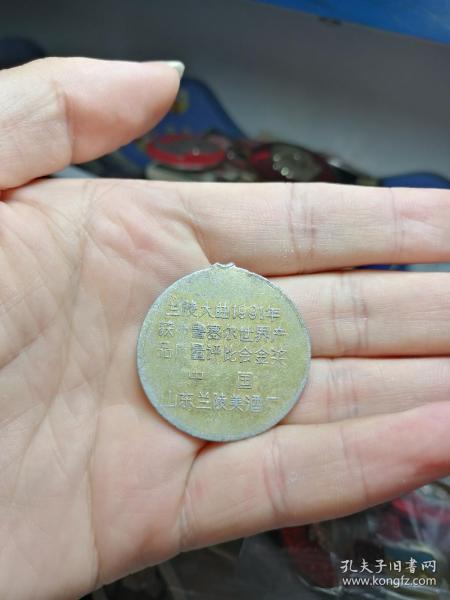 兰陵大曲1991年
获布鲁塞尔世界产
品质量评比会金奖
中国
山东兰陵美酒厂
孔夫子旧书网
www.kongfz.com